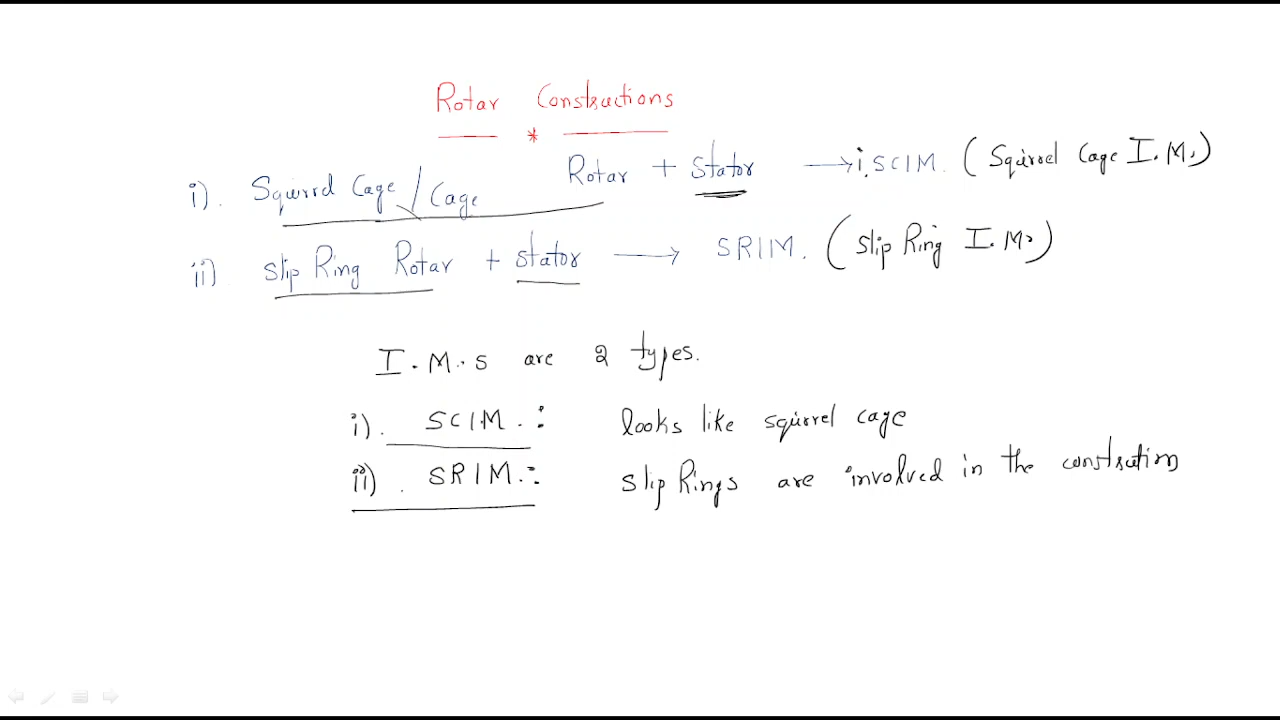 Rotar Constructions
*
i). Squirrel Cage / Cage Rotar + Stator → i. SCIM. (Squirrel Cage I.M.)
ii) Slip Ring Rotar + Stator → SRIM. (Slip Ring I.M.)
I.M.s are 2 types.
i). SCIM.: looks like squirrel cage
ii). SRIM.: Slip Rings are involved in the constration